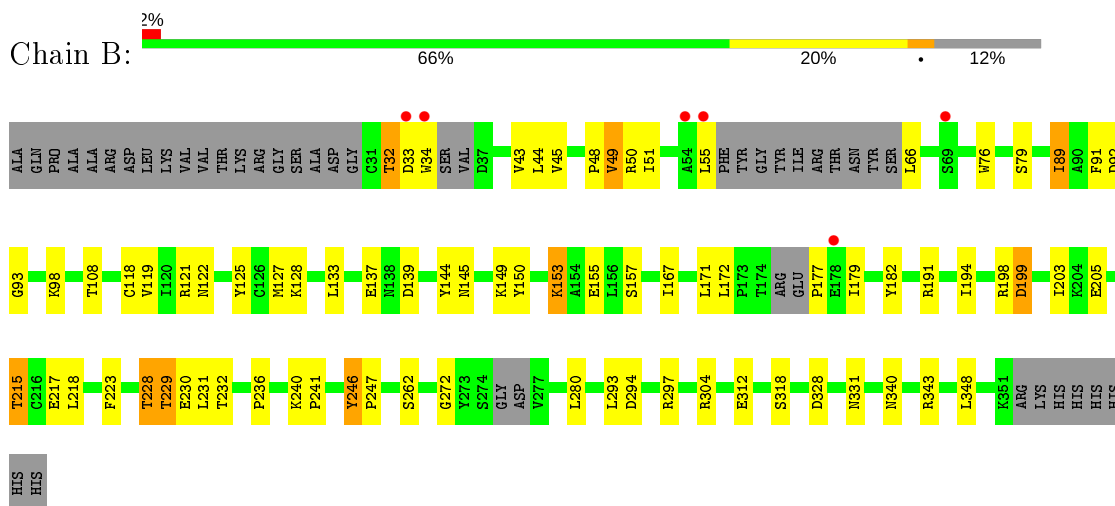 2%
Chain B:
66% 20% • 12%
ALA GLN PRO ALA ALA ARG ASP LEU LYS VAL VAL THR LYS ARG GLY SER ALA ASP GLY C31 T32 D33 W34 SER VAL D37 V43 L44 V45 P48 V49 R50 I51 A54 L55 PHE TYR GLY TYR ILE ARG THR ASN TYR SER L66 S69 W76 S79 I89 A90 F91
G93 K98 T108 C118 V119 I120 R121 N122 Y125 C126 M127 K128 L133 E137 N138 D139 Y144 N145 K149 Y150 K153 A154 E155 L156 S157 I167 L171 L172 P173 T174 ARG GLU P177 E178 I179 Y182 R191 I194 R198 D199 I203 K204 E205
T215 C216 E217 L218 F223 T228 T229 E230 L231 T232 P236 K240 P241 Y246 P247 S262 G272 Y273 S274 GLY ASP V277 L280 L293 D294 R297 R304 E312 S318 D328 N331 N340 R343 L348 K351 ARG LYS HIS HIS HIS HIS
HIS HIS